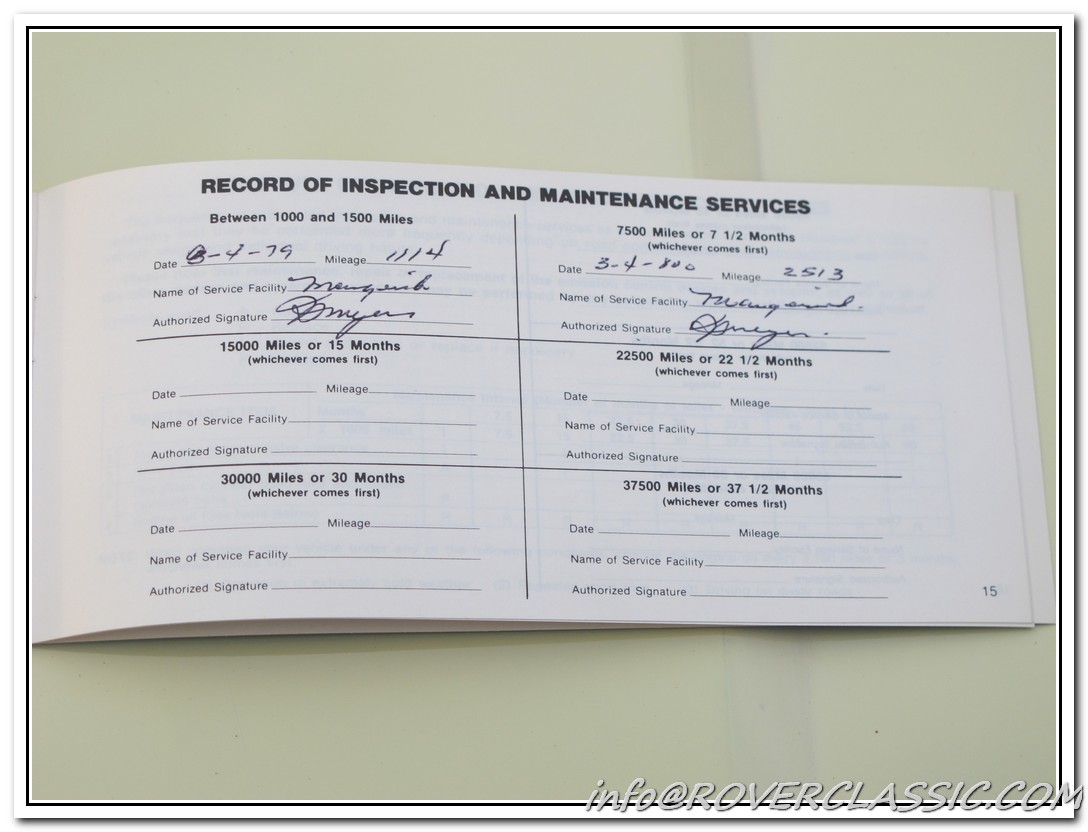 RECORD OF INSPECTION AND MAINTENANCE SERVICES
Between 1000 and 1500 Miles
Date 8-4-79 Mileage 1114
Name of Service Facility
Authorized Signature
7500 Miles or 7 1/2 Months
(whichever comes first)
Date 3-4-80 Mileage 2513
Name of Service Facility
Authorized Signature
15000 Miles or 15 Months
(whichever comes first)
Date Mileage
Name of Service Facility
Authorized Signature
22500 Miles or 22 1/2 Months
(whichever comes first)
Date Mileage
Name of Service Facility
Authorized Signature
30000 Miles or 30 Months
(whichever comes first)
Date Mileage
Name of Service Facility
Authorized Signature
37500 Miles or 37 1/2 Months
(whichever comes first)
Date Mileage
Name of Service Facility
Authorized Signature
15
info@ROVERCLASSIC.COM